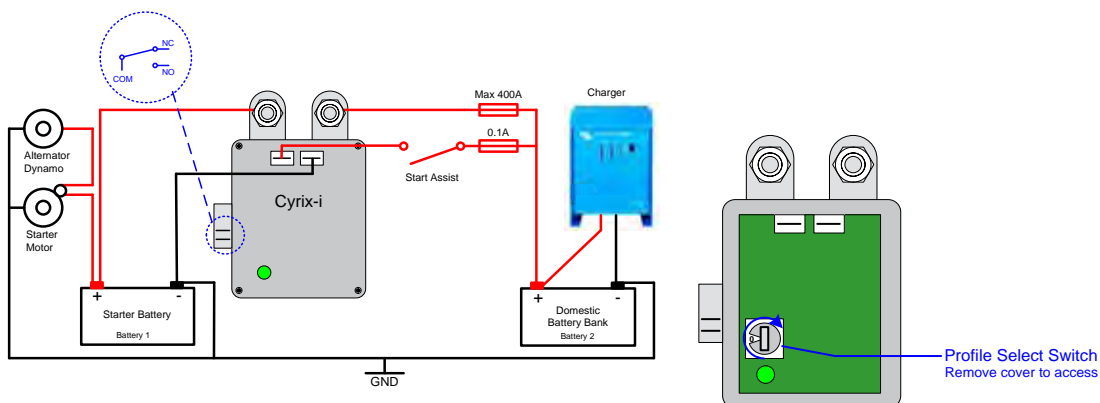 NC
COM
NO
Max 400A
Charger
0.1A
Alternator
Dynamo
Start Assist
Cyrix-i
Starter
Motor
+ -
Starter Battery
Battery 1
+ -
Domestic
Battery Bank
Battery 2
GND
Profile Select Switch
Remove cover to access